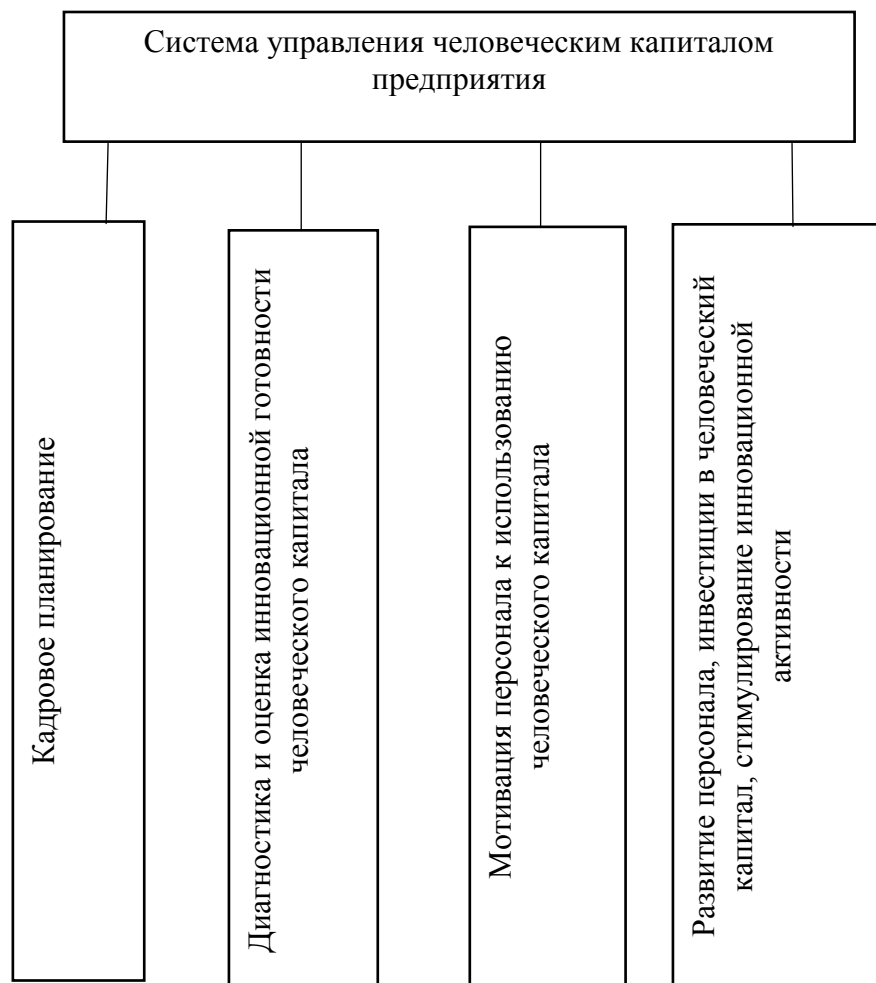 Система управления человеческим капиталом
предприятия
Кадровое планирование
Диагностика и оценка инновационной готовности
человеческого капитала
Мотивация персонала к использованию
человеческого капитала
Развитие персонала, инвестиции в человеческий
капитал, стимулирование инновационной
активности